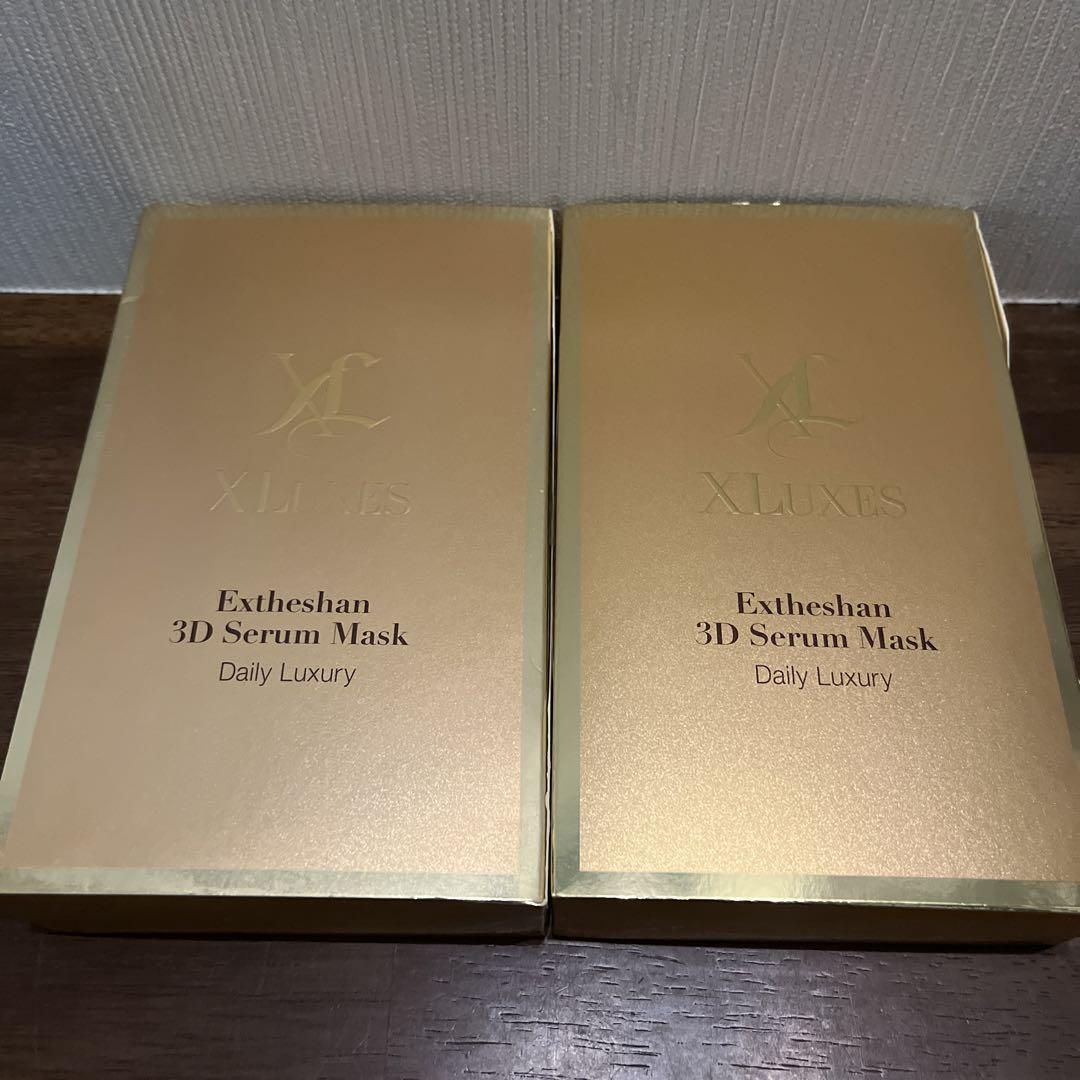 XL
XLUXES
Extheshan
3D Serum Mask
Daily Luxury
XL
XLUXES
Extheshan
3D Serum Mask
Daily Luxury